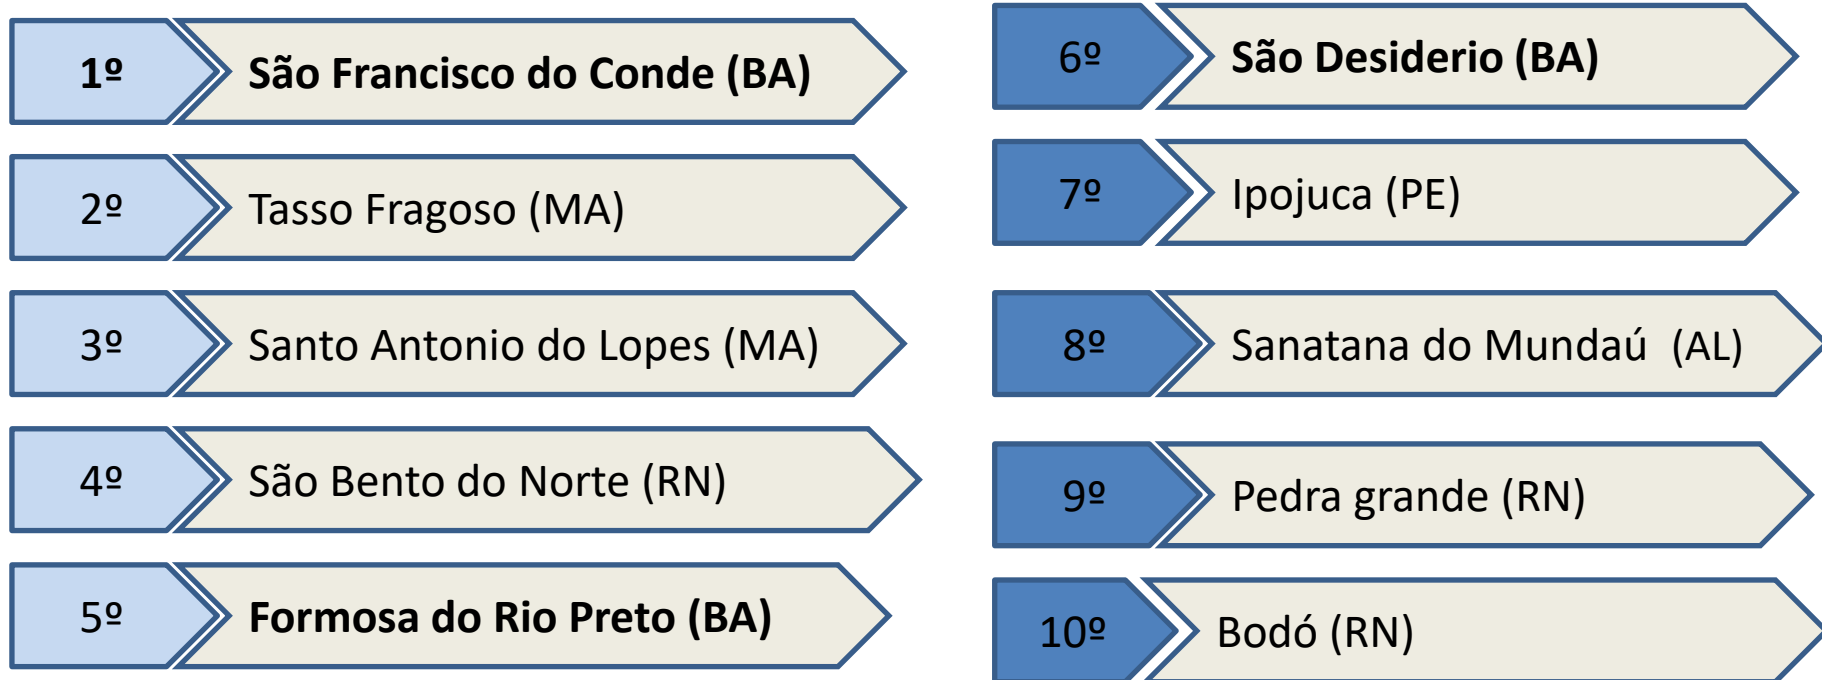 1º São Francisco do Conde (BA)
2º Tasso Fragoso (MA)
3º Santo Antonio do Lopes (MA)
4º São Bento do Norte (RN)
5º Formosa do Rio Preto (BA)
6º São Desiderio (BA)
7º Ipojuca (PE)
8º Sanatana do Mundaú (AL)
9º Pedra grande (RN)
10º Bodó (RN)